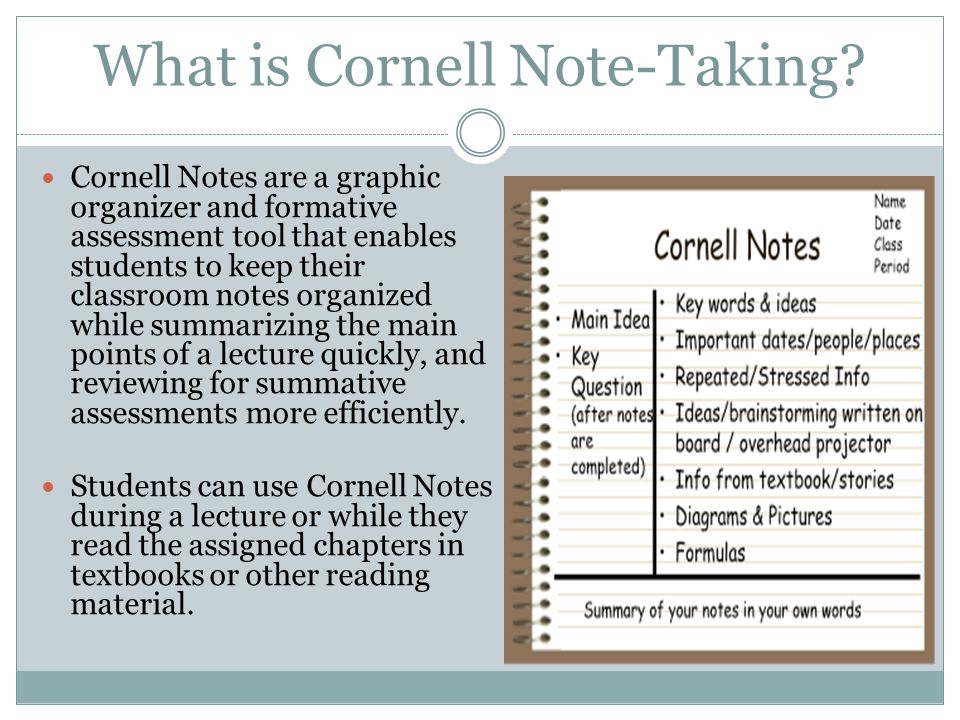 What is Cornell Note-Taking?
• Cornell Notes are a graphic
organizer and formative
assessment tool that enables
students to keep their
classroom notes organized
while summarizing the main
points of a lecture quickly, and
reviewing for summative
assessments more efficiently.
• Students can use Cornell Notes
during a lecture or while they
read the assigned chapters in
textbooks or other reading
material.
Name
Date
Class
Period
Cornell Notes
• Main Idea
• Key
Question
(after notes
are
completed)
• Key words & ideas
• Important dates/people/places
• Repeated/Stressed Info
• Ideas/brainstorming written on
board / overhead projector
• Info from textbook/stories
• Diagrams & Pictures
• Formulas
Summary of your notes in your own words